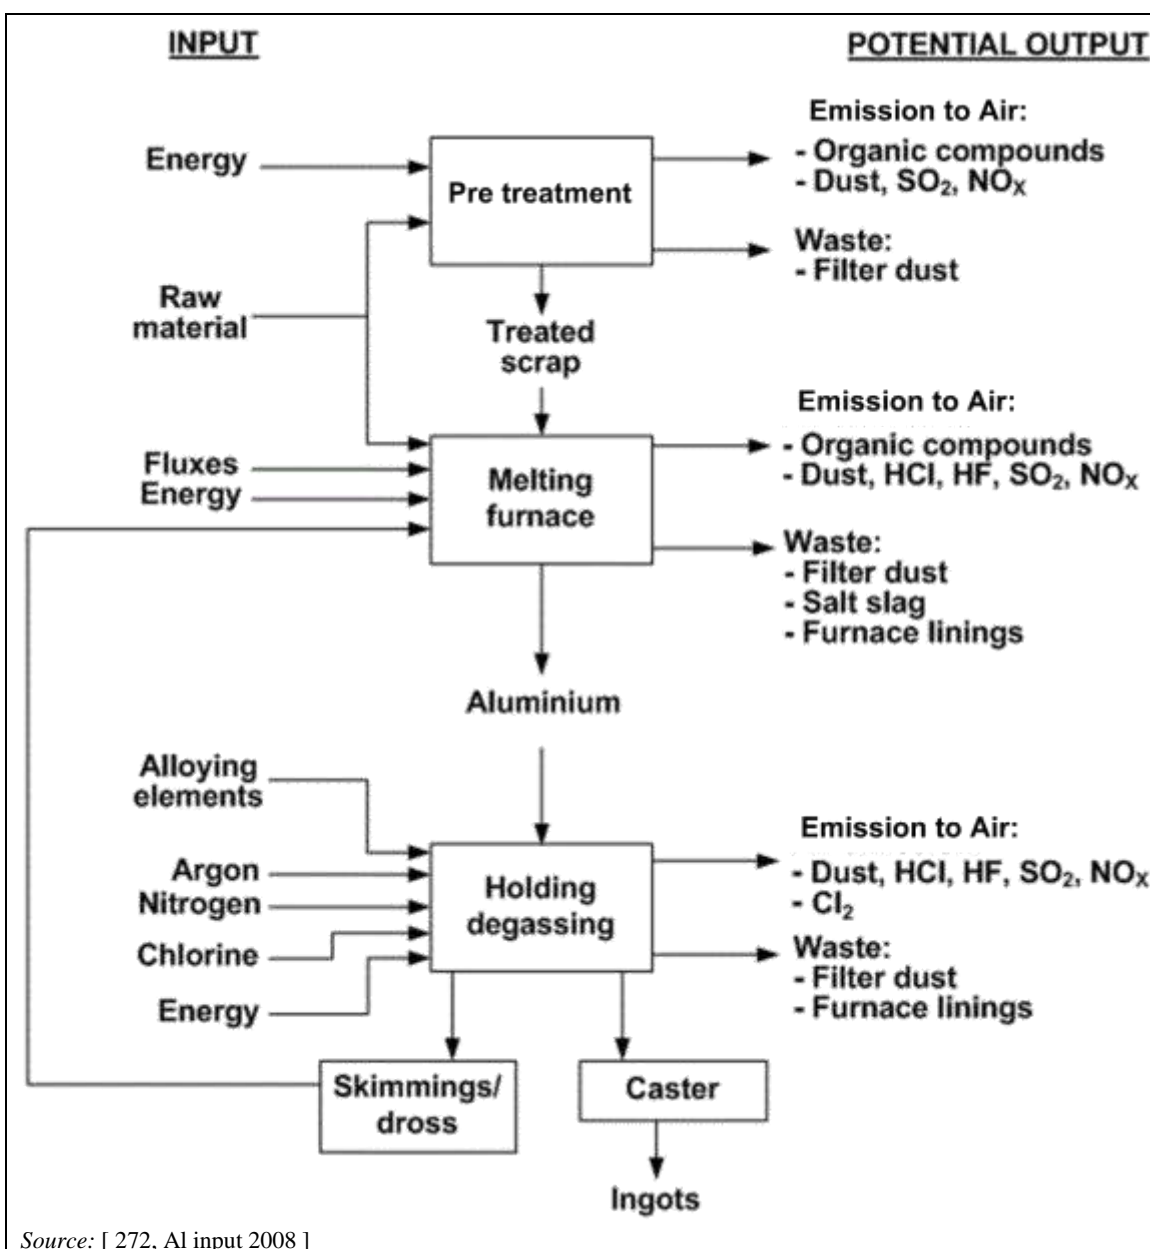 INPUT
POTENTIAL OUTPUT
Emission to Air:
Energy
- Organic compounds
- Dust, SO₂, NOₓ
Pre treatment
Waste:
- Filter dust
Raw
material
Treated
scrap
Emission to Air:
- Organic compounds
- Dust, HCl, HF, SO₂, NOₓ
Fluxes
Energy
Melting
furnace
Waste:
- Filter dust
- Salt slag
- Furnace linings
Aluminium
Alloying
elements
Emission to Air:
- Dust, HCl, HF, SO₂, NOₓ
- Cl₂
Argon
Nitrogen
Chlorine
Energy
Holding
degassing
Waste:
- Filter dust
- Furnace linings
Skimmings/
dross
Caster
Ingots
Source: [ 272, Al input 2008 ]